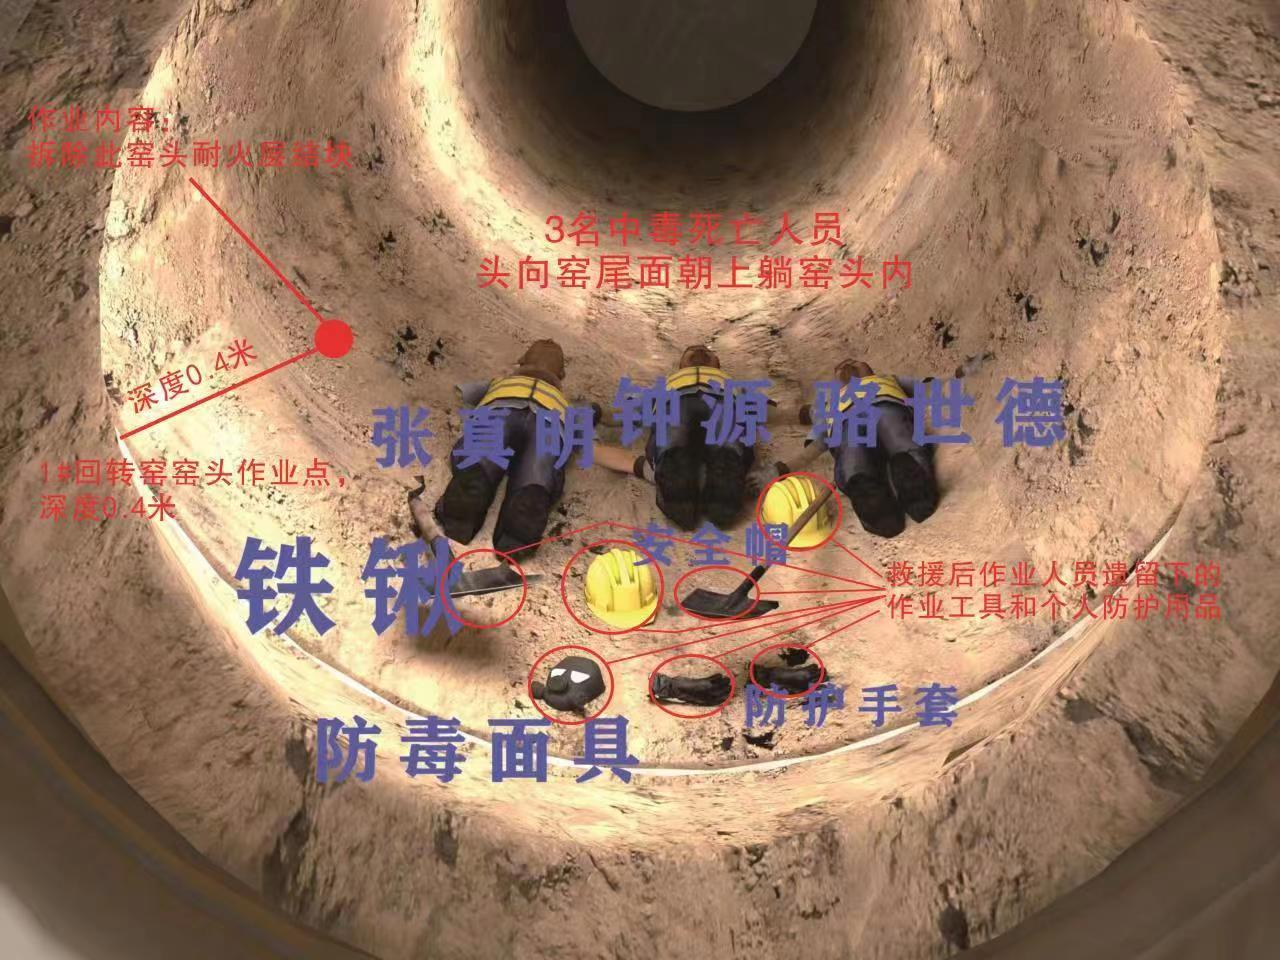 作业内容：
拆除此窑头耐火层结块
3名中毒死亡人员
头向窑尾面朝上躺窑头内
深度0.4米
张真明
钟源
骆世德
1#回转窑窑头作业点，
深度0.4米
铁锹
安全帽
救援后作业人员遗留下的
作业工具和个人防护用品
防护手套
防毒面具